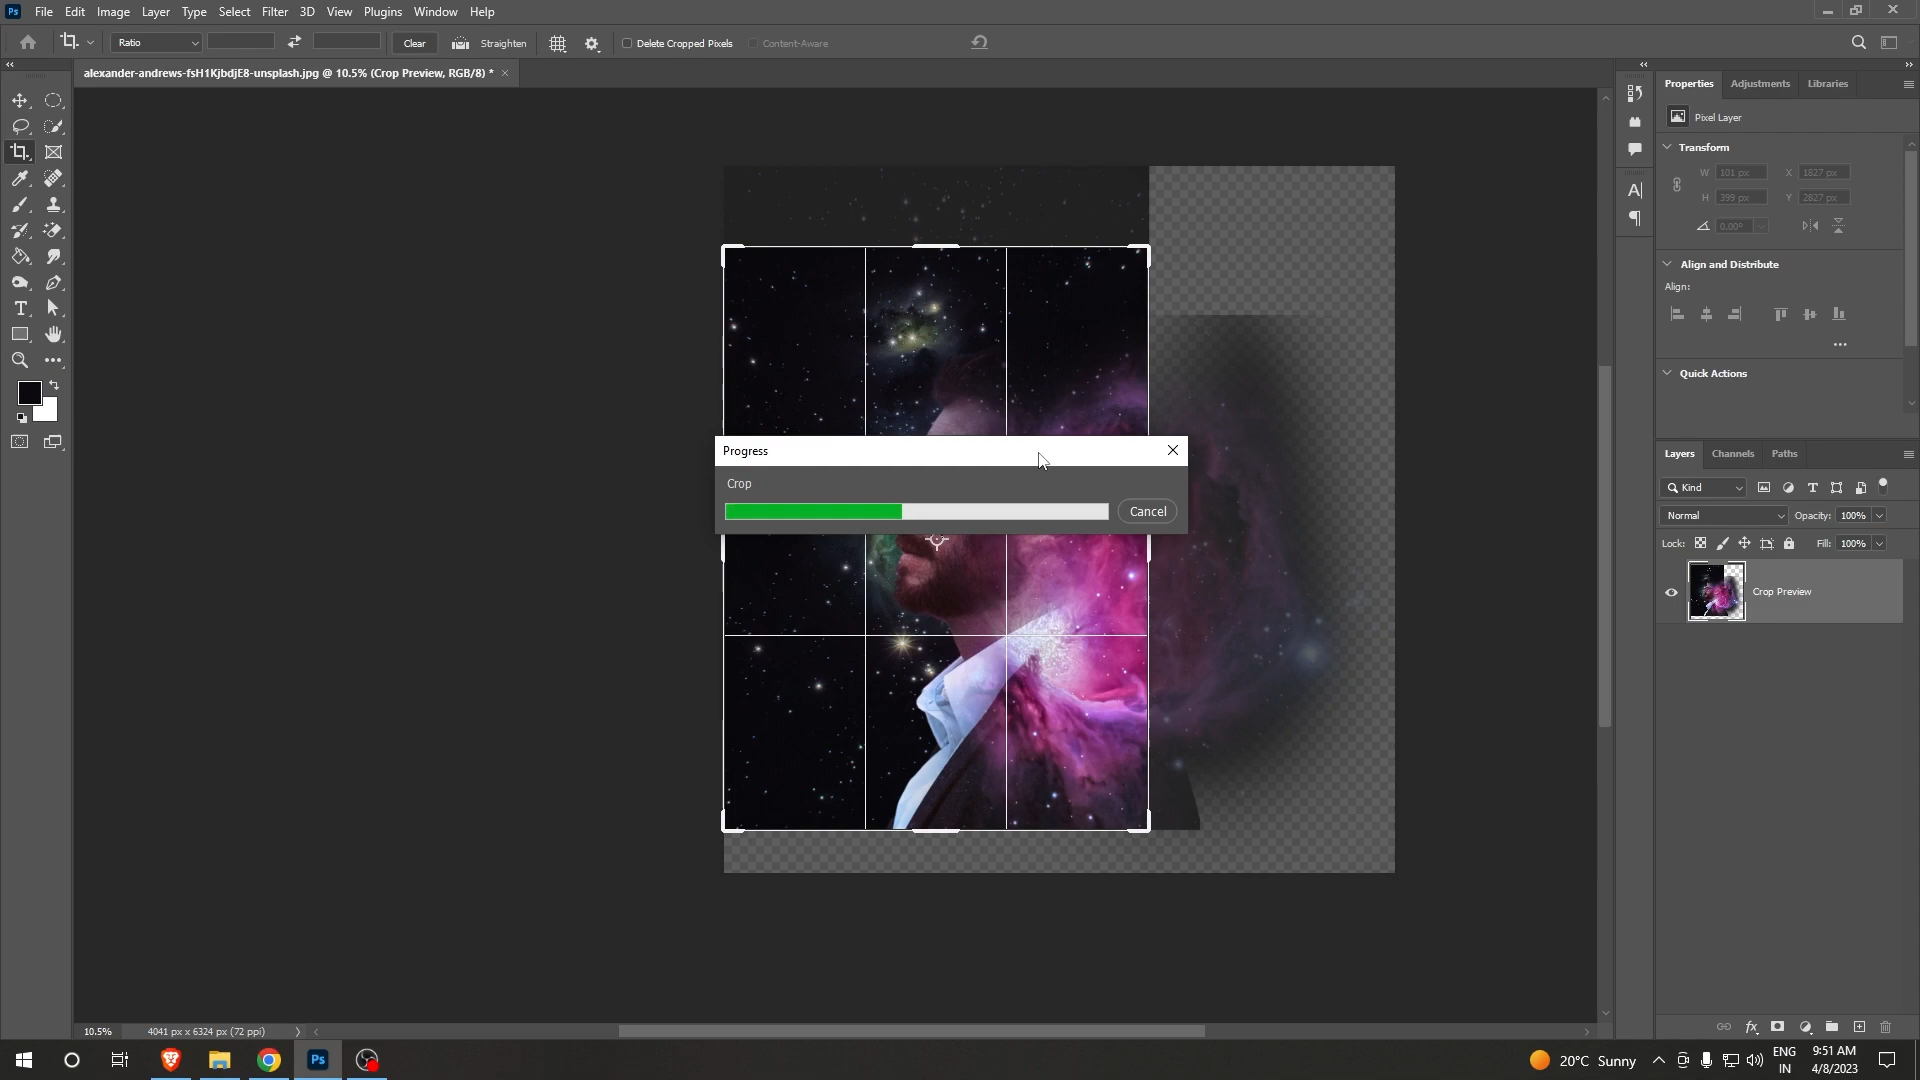 Ps File Edit Image Layer Type Select Filter 3D View Plugins Window Help
Ratio Clear Straighten Delete Cropped Pixels Content-Aware
alexander-andrews-fsH1KjbdjE8-unsplash.jpg @ 10.5% (Crop Preview, RGB/8) *
Properties Adjustments Libraries
Pixel Layer
Transform
W 101 px X 1827 px
H 399 px Y 2827 px
0.00°
Align and Distribute
Align:
Quick Actions
Progress
Crop
Cancel
Layers Channels Paths
Kind
Normal Opacity: 100%
Lock: Fill: 100%
Crop Preview
10.5% 4041 px x 6324 px (72 ppi)
Ps
20°C Sunny
ENG
IN
9:51 AM
4/8/2023